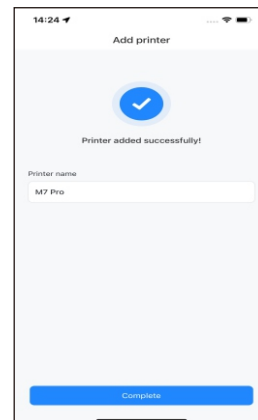 14:24
Add printer
Printer added successfully!
Printer name
M7 Pro
Complete